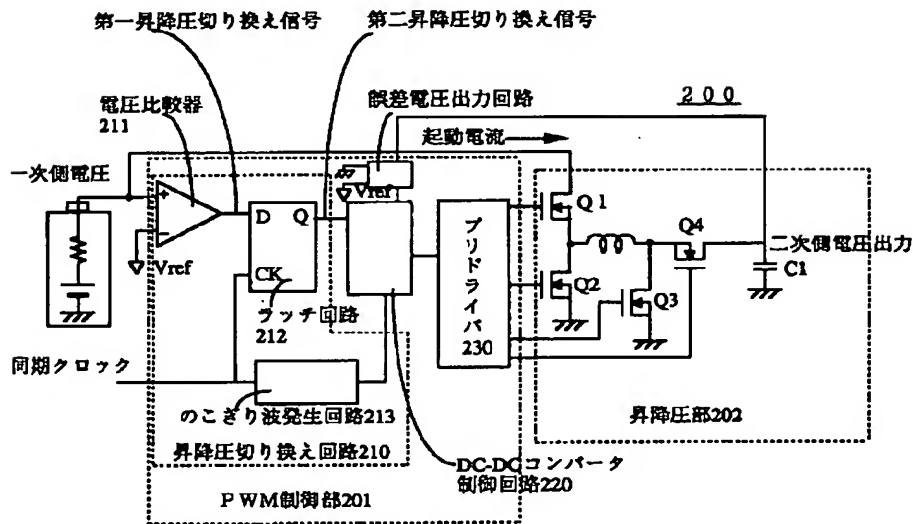 第一昇降圧切り換え信号
第二昇降圧切り換え信号
電圧比較器
211
誤差電圧出力回路
200
起動電流
一次側電圧
Vref
+
-
Vref
D
Q
CK
ラッチ回路
212
プリドライバ
230
Q1
Q2
Q3
Q4
二次側電圧出力
C1
同期クロック
のこぎり波発生回路213
昇降圧切り換え回路210
DC-DCコンバータ
制御回路220
昇降圧部202
PWM制御部201